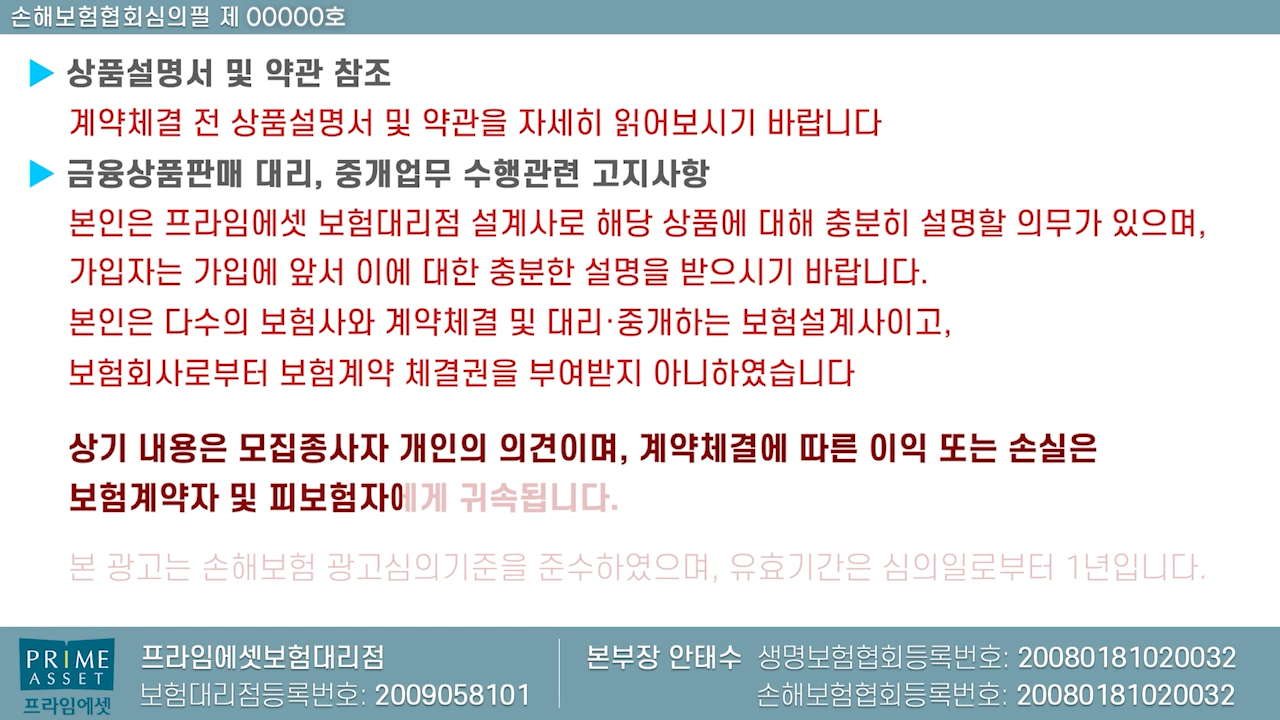 손해보험협회심의필 제 00000호
▶ 상품설명서 및 약관 참조
계약체결 전 상품설명서 및 약관을 자세히 읽어보시기 바랍니다
▶ 금융상품판매 대리, 중개업무 수행관련 고지사항
본인은 프라임에셋 보험대리점 설계사로 해당 상품에 대해 충분히 설명할 의무가 있으며,
가입자는 가입에 앞서 이에 대한 충분한 설명을 받으시기 바랍니다.
본인은 다수의 보험사와 계약체결 및 대리·중개하는 보험설계사이고,
보험회사로부터 보험계약 체결권을 부여받지 아니하였습니다
상기 내용은 모집종사자 개인의 의견이며, 계약체결에 따른 이익 또는 손실은
보험계약자 및 피보험자에게 귀속됩니다.
본 광고는 손해보험 광고심의기준을 준수하였으며, 유효기간은 심의일로부터 1년입니다.
PRIME
ASSET
프라임에셋
프라임에셋보험대리점
보험대리점등록번호: 2009058101
본부장 안태수 생명보험협회등록번호: 20080181020032
손해보험협회등록번호: 20080181020032